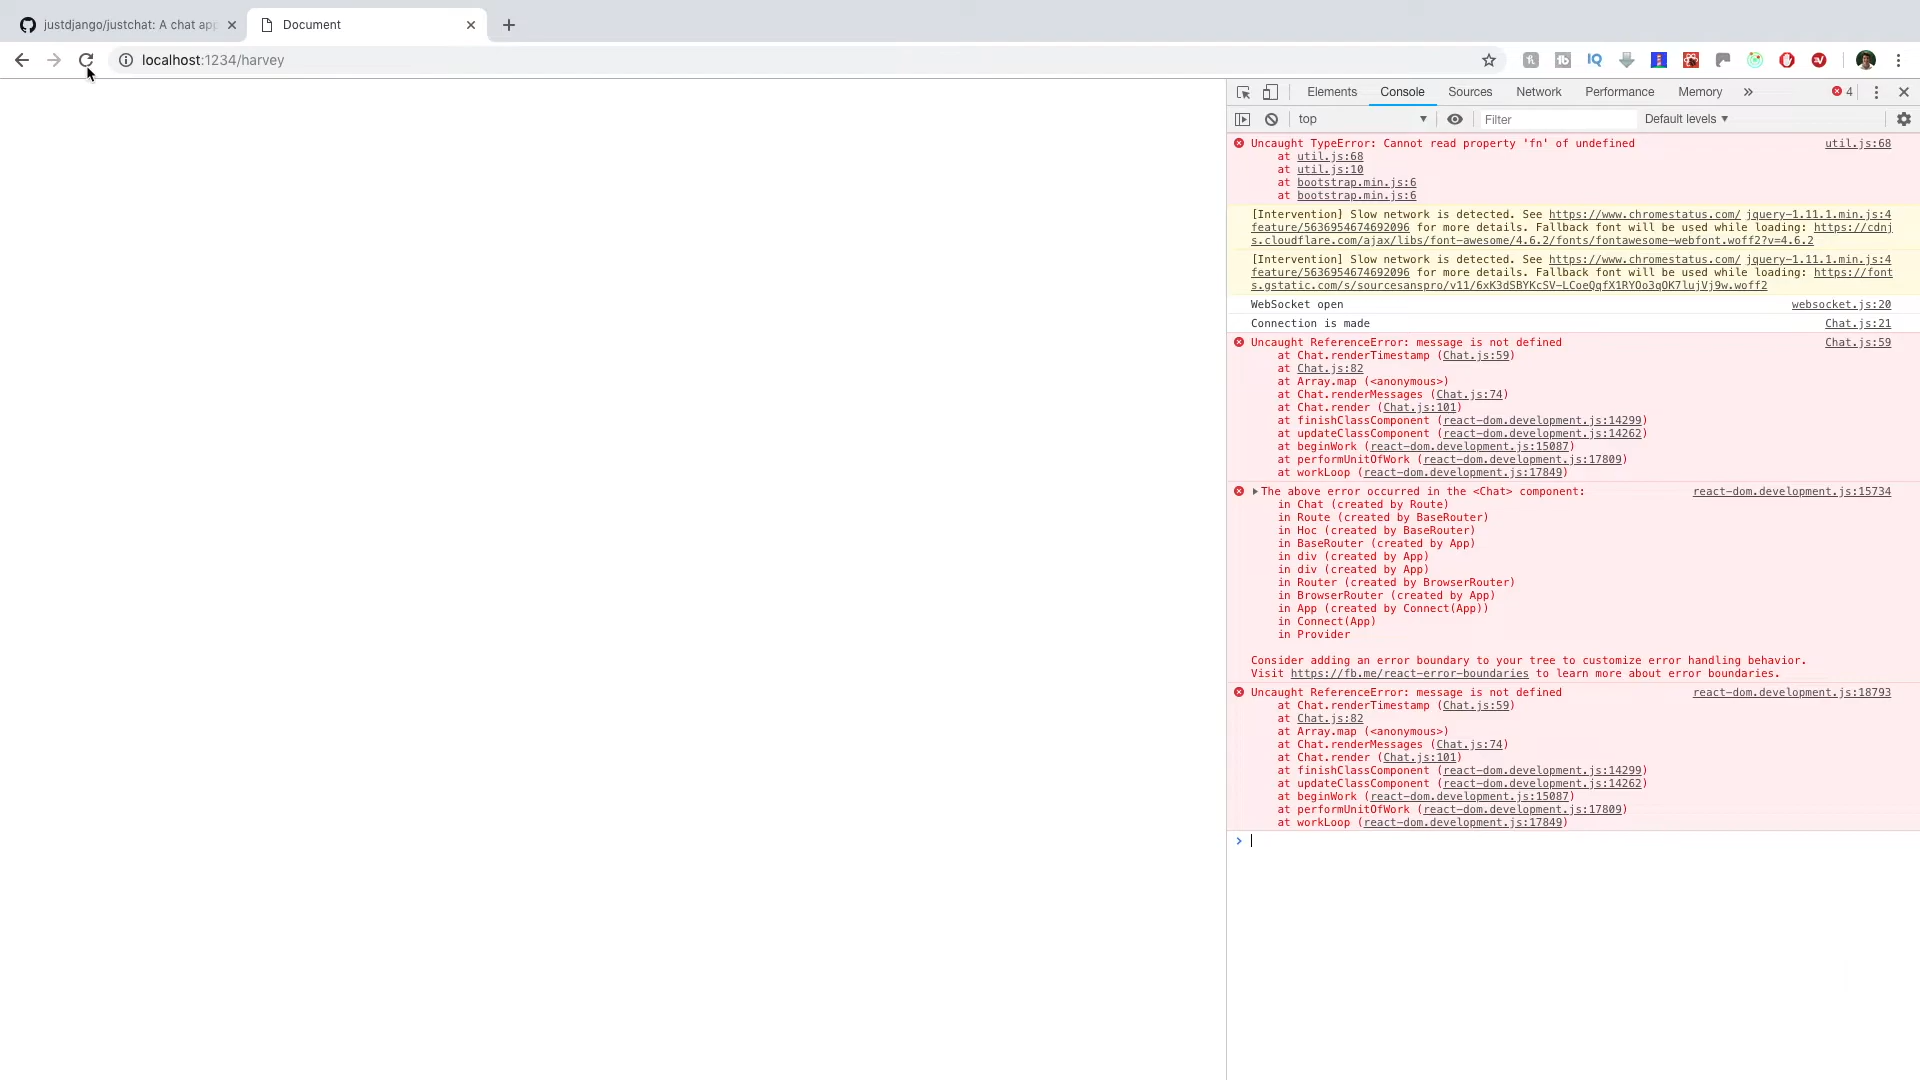 justdjango/justchat: A chat app
Document
localhost:1234/harvey
Elements Console Sources Network Performance Memory » 4
top Filter Default levels
Uncaught TypeError: Cannot read property 'fn' of undefined util.js:68
at util.js:68
at util.js:10
at bootstrap.min.js:6
at bootstrap.min.js:6
[Intervention] Slow network is detected. See https://www.chromestatus.com/ jquery-1.11.1.min.js:4
feature/5636954674692096 for more details. Fallback font will be used while loading: https://cdnj
s.cloudflare.com/ajax/libs/font-awesome/4.6.2/fonts/fontawesome-webfont.woff2?v=4.6.2
[Intervention] Slow network is detected. See https://www.chromestatus.com/ jquery-1.11.1.min.js:4
feature/5636954674692096 for more details. Fallback font will be used while loading: https://font
s.gstatic.com/s/sourcesanspro/v11/6xK3dSBYKcSV-LCoeQqfX1RYOo3qOK7lujVj9w.woff2
WebSocket open websocket.js:20
Connection is made Chat.js:21
Uncaught ReferenceError: message is not defined Chat.js:59
at Chat.renderTimestamp (Chat.js:59)
at Chat.js:82
at Array.map (<anonymous>)
at Chat.renderMessages (Chat.js:74)
at Chat.render (Chat.js:101)
at finishClassComponent (react-dom.development.js:14299)
at updateClassComponent (react-dom.development.js:14262)
at beginWork (react-dom.development.js:15087)
at performUnitOfWork (react-dom.development.js:17809)
at workLoop (react-dom.development.js:17849)
The above error occurred in the <Chat> component: react-dom.development.js:15734
in Chat (created by Route)
in Route (created by BaseRouter)
in Hoc (created by BaseRouter)
in BaseRouter (created by App)
in div (created by App)
in div (created by App)
in Router (created by BrowserRouter)
in BrowserRouter (created by App)
in App (created by Connect(App))
in Connect(App)
in Provider
Consider adding an error boundary to your tree to customize error handling behavior.
Visit https://fb.me/react-error-boundaries to learn more about error boundaries.
Uncaught ReferenceError: message is not defined react-dom.development.js:18793
at Chat.renderTimestamp (Chat.js:59)
at Chat.js:82
at Array.map (<anonymous>)
at Chat.renderMessages (Chat.js:74)
at Chat.render (Chat.js:101)
at finishClassComponent (react-dom.development.js:14299)
at updateClassComponent (react-dom.development.js:14262)
at beginWork (react-dom.development.js:15087)
at performUnitOfWork (react-dom.development.js:17809)
at workLoop (react-dom.development.js:17849)